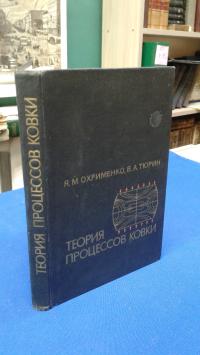 Я.М.ОХРИМЕНКО, В.А.ТЮРИН
ТЕОРИЯ
ПРОЦЕССОВ КОВКИ
ТЕОРИЯ ПРОЦЕССОВ КОВКИ